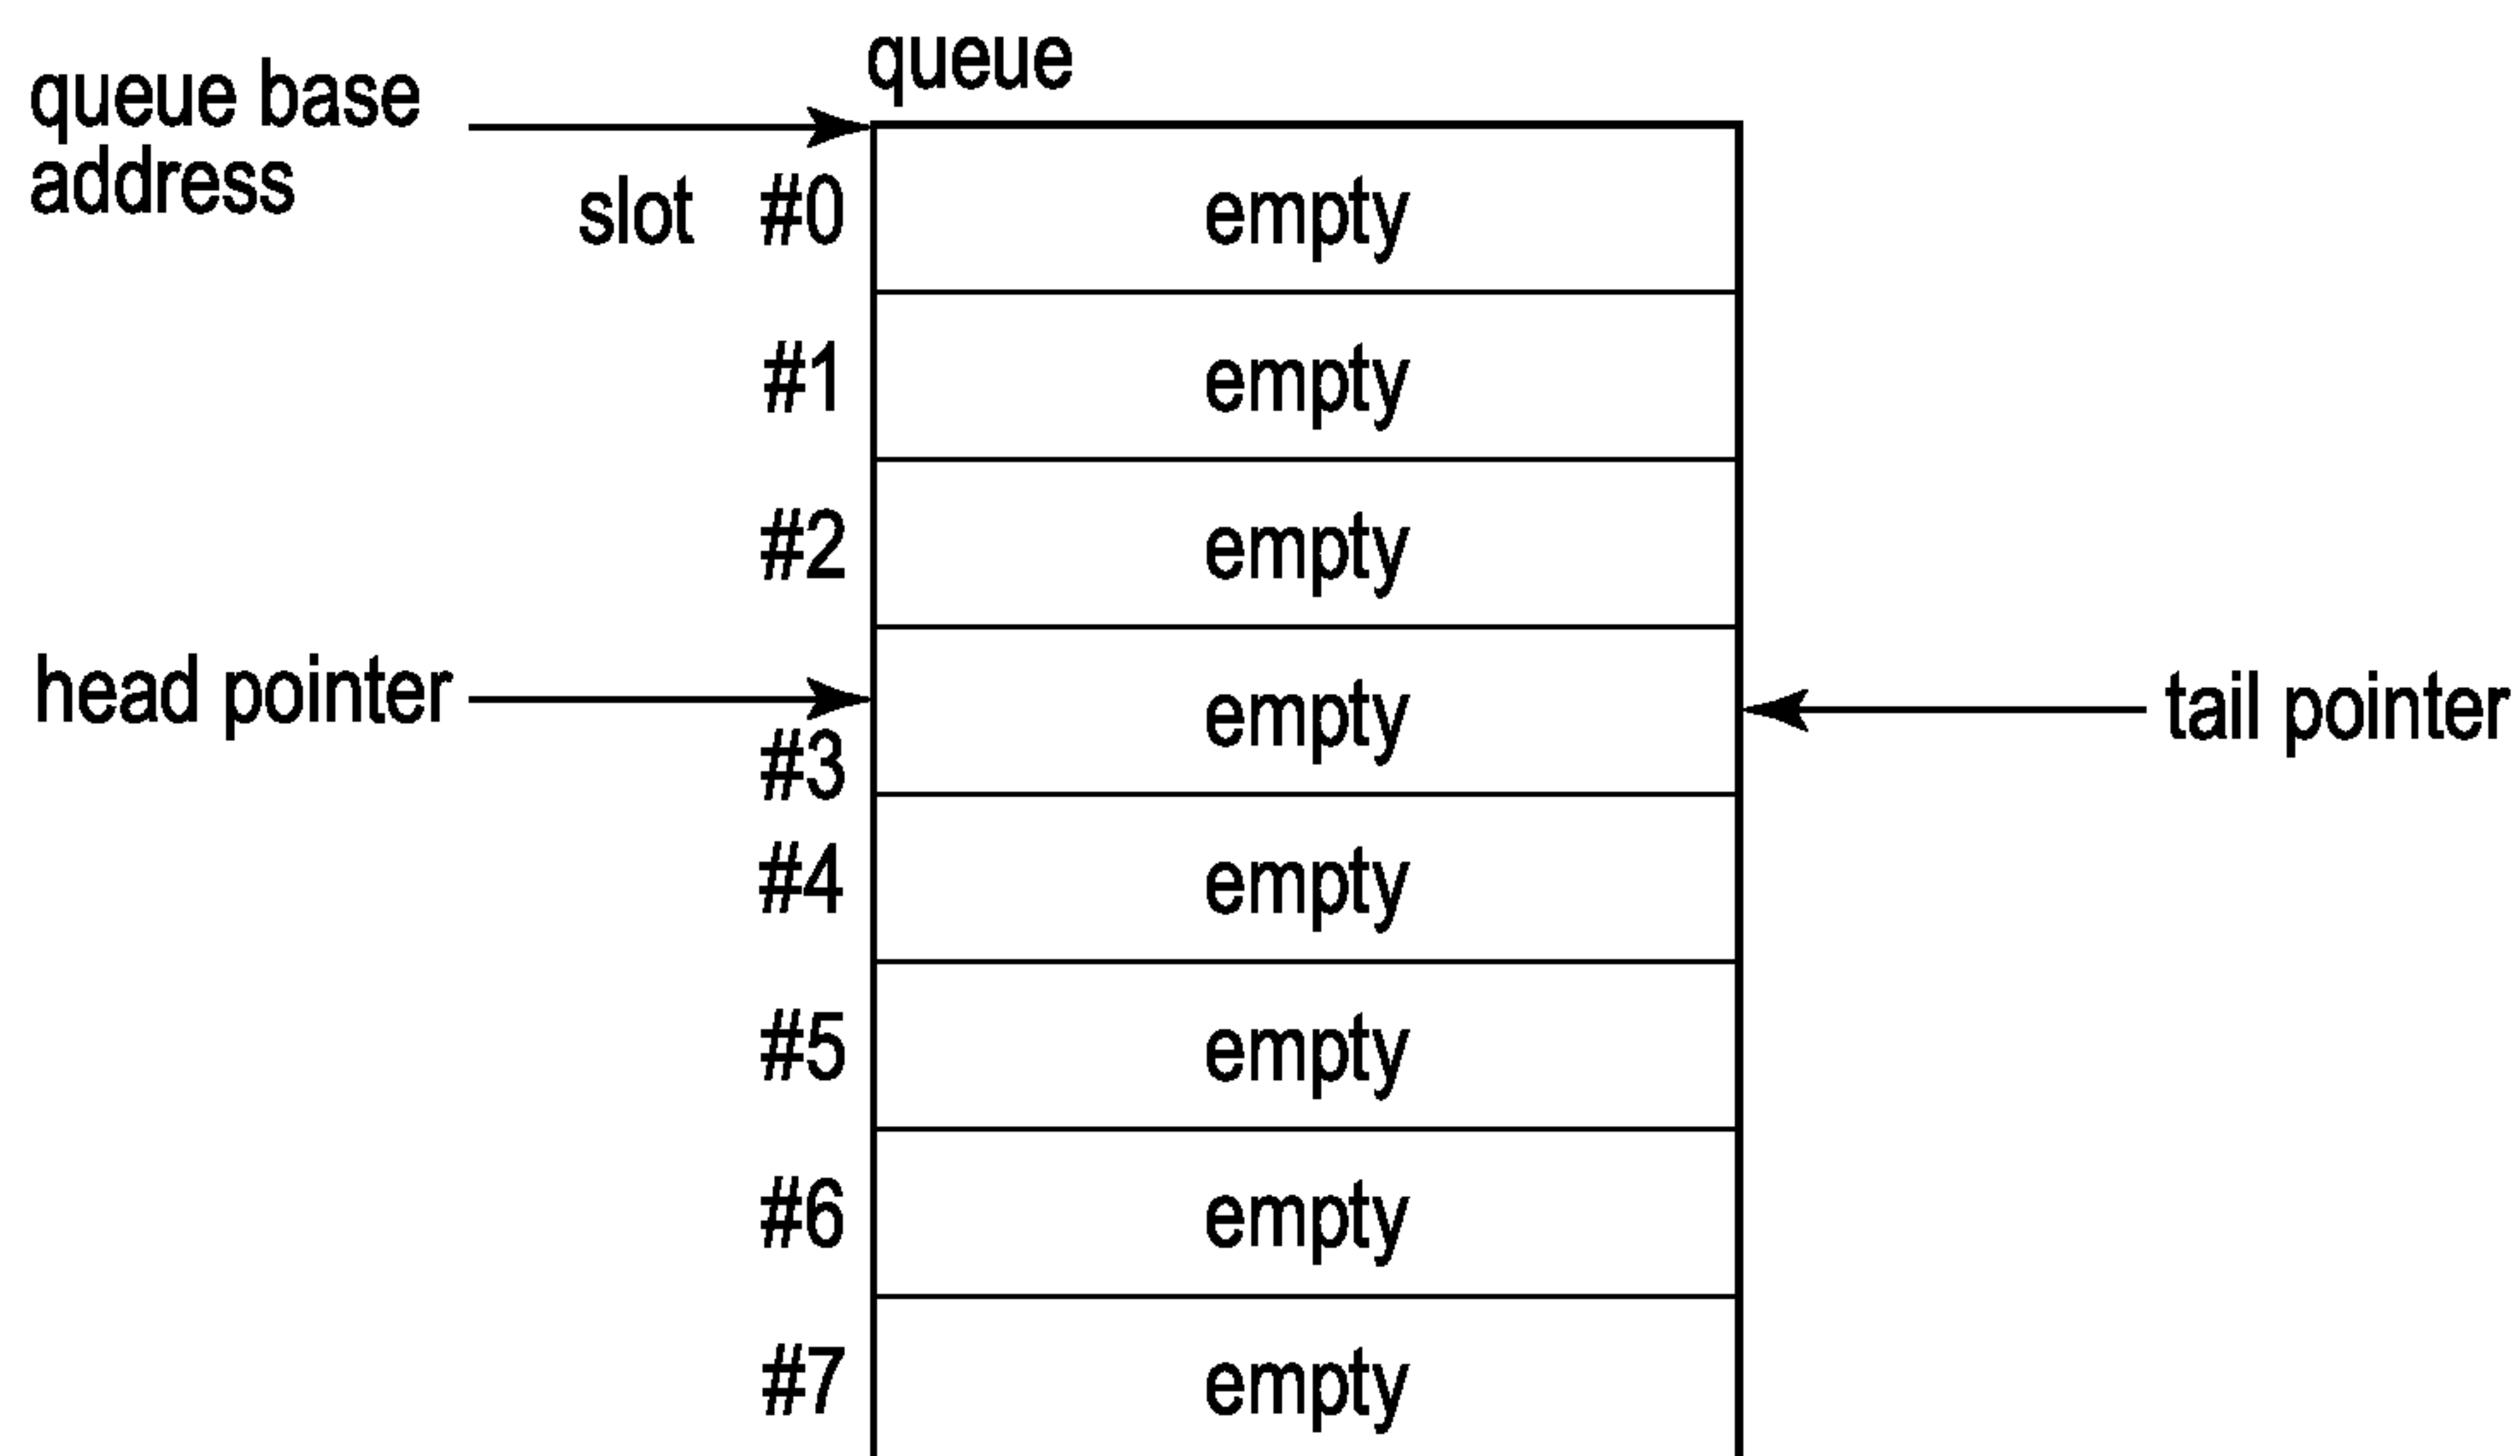 queue
queue base
address
slot #0 empty
#1 empty
#2 empty
head pointer empty tail pointer
#3
#4 empty
#5 empty
#6 empty
#7 empty